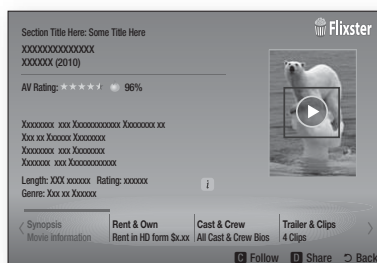 Section Title Here: Some Title Here
Flixster
XXXXXXXXXXXXXX
XXXXXX (2010)
AV Rating: 96%
Xxxxxxxx xxx Xxxxxxxxxxxx Xxxxxxxx xx
Xxx xx Xxxxxx Xxxxxxxx
Xxxxxxxx xxx Xxxxxxxx
Xxxxxxx xxx Xxxxxxxxxxxx
Length: XXX xxxxxx Rating: xxxxxx
Genre: Xxx xx Xxxxxx
i
Synopsis
Movie information
Rent & Own
Rent in HD form $x.xx
Cast & Crew
All Cast & Crew Bios
Trailer & Clips
4 Clips
C Follow D Share Back